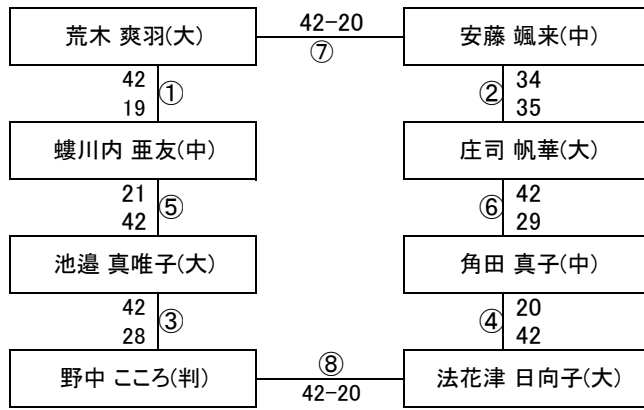 荒木 爽羽(大)
42-20
⑦
安藤 颯来(中)
42
19
①
②
34
35
螻川内 亜友(中)
庄司 帆華(大)
21
42
⑤
⑥
42
29
池邉 真唯子(大)
角田 真子(中)
42
28
③
④
20
42
野中 こころ(判)
⑧
42-20
法花津 日向子(大)